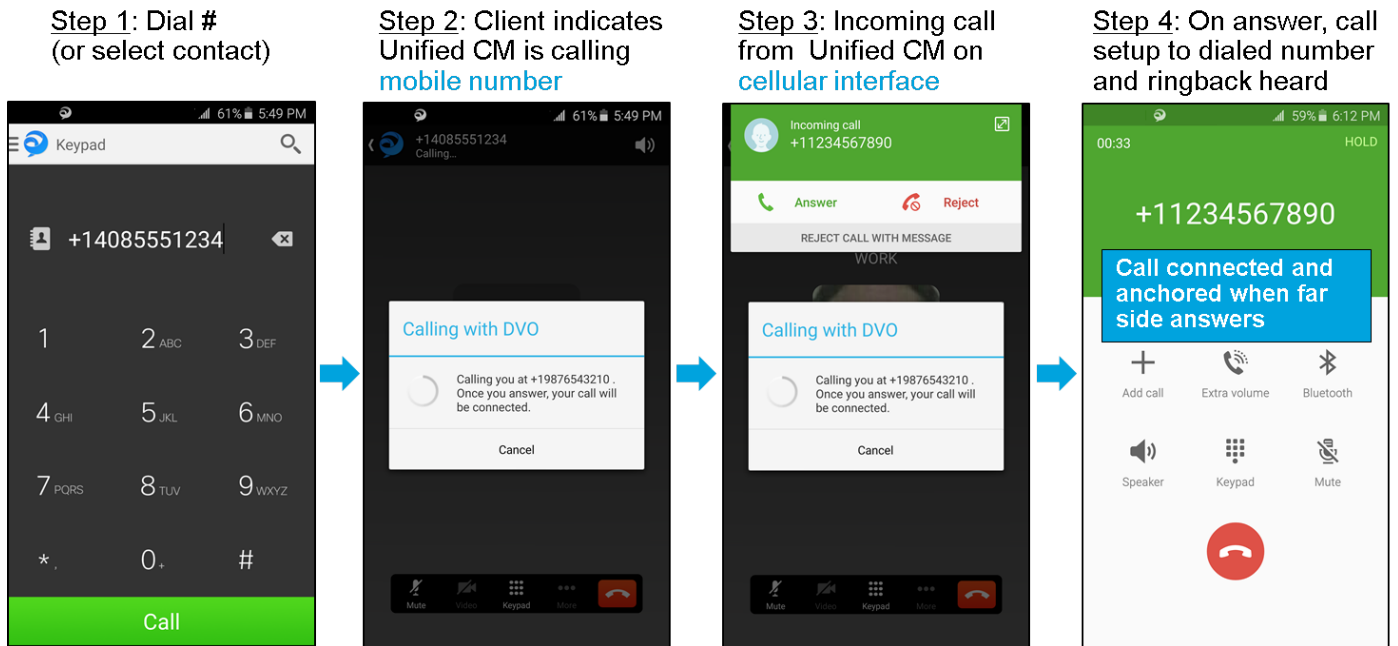 Step 1: Dial #
(or select contact)
Step 2: Client indicates
Unified CM is calling
mobile number
Step 3: Incoming call
from Unified CM on
cellular interface
Step 4: On answer, call
setup to dialed number
and ringback heard
61% 5:49 PM
Keypad
+14085551234
1
2 ABC
3 DEF
4 GHI
5 JKL
6 MNO
7 PQRS
8 TUV
9 WXYZ
* ,
0 +
#
Call
61% 5:49 PM
+14085551234
Calling...
Calling with DVO
Calling you at +19876543210 .
Once you answer, your call will
be connected.
Cancel
Mute
Video
Keypad
More
Incoming call
+11234567890
Answer
Reject
REJECT CALL WITH MESSAGE
WORK
Calling with DVO
Calling you at +19876543210 .
Once you answer, your call will
be connected.
Cancel
Mute
Video
Keypad
More
59% 6:12 PM
00:33
HOLD
+11234567890
Call connected and
anchored when far
side answers
Add call
Extra volume
Bluetooth
Speaker
Keypad
Mute